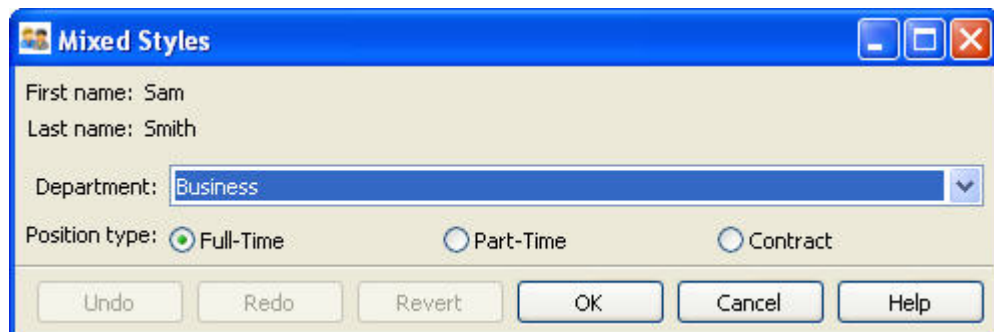 Mixed Styles
First name: Sam
Last name: Smith
Department: Business
Position type: Full-Time Part-Time Contract
Undo Redo Revert OK Cancel Help